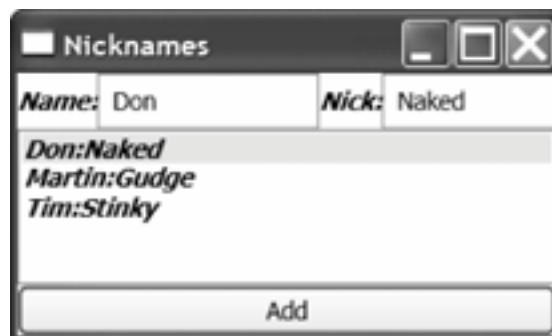 Nicknames
Name: Don Nick: Naked
Don:Naked
Martin:Gudge
Tim:Stinky
Add